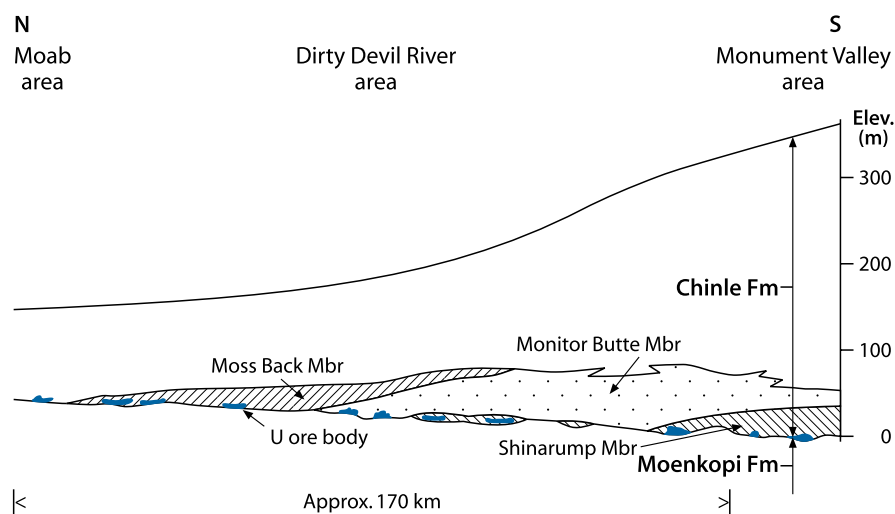 N
S
Moab
area
Dirty Devil River
area
Monument Valley
area
Elev.
(m)
300
200
Chinle Fm
100
Monitor Butte Mbr
Moss Back Mbr
U ore body
Shinarump Mbr
0
Moenkopi Fm
Approx. 170 km